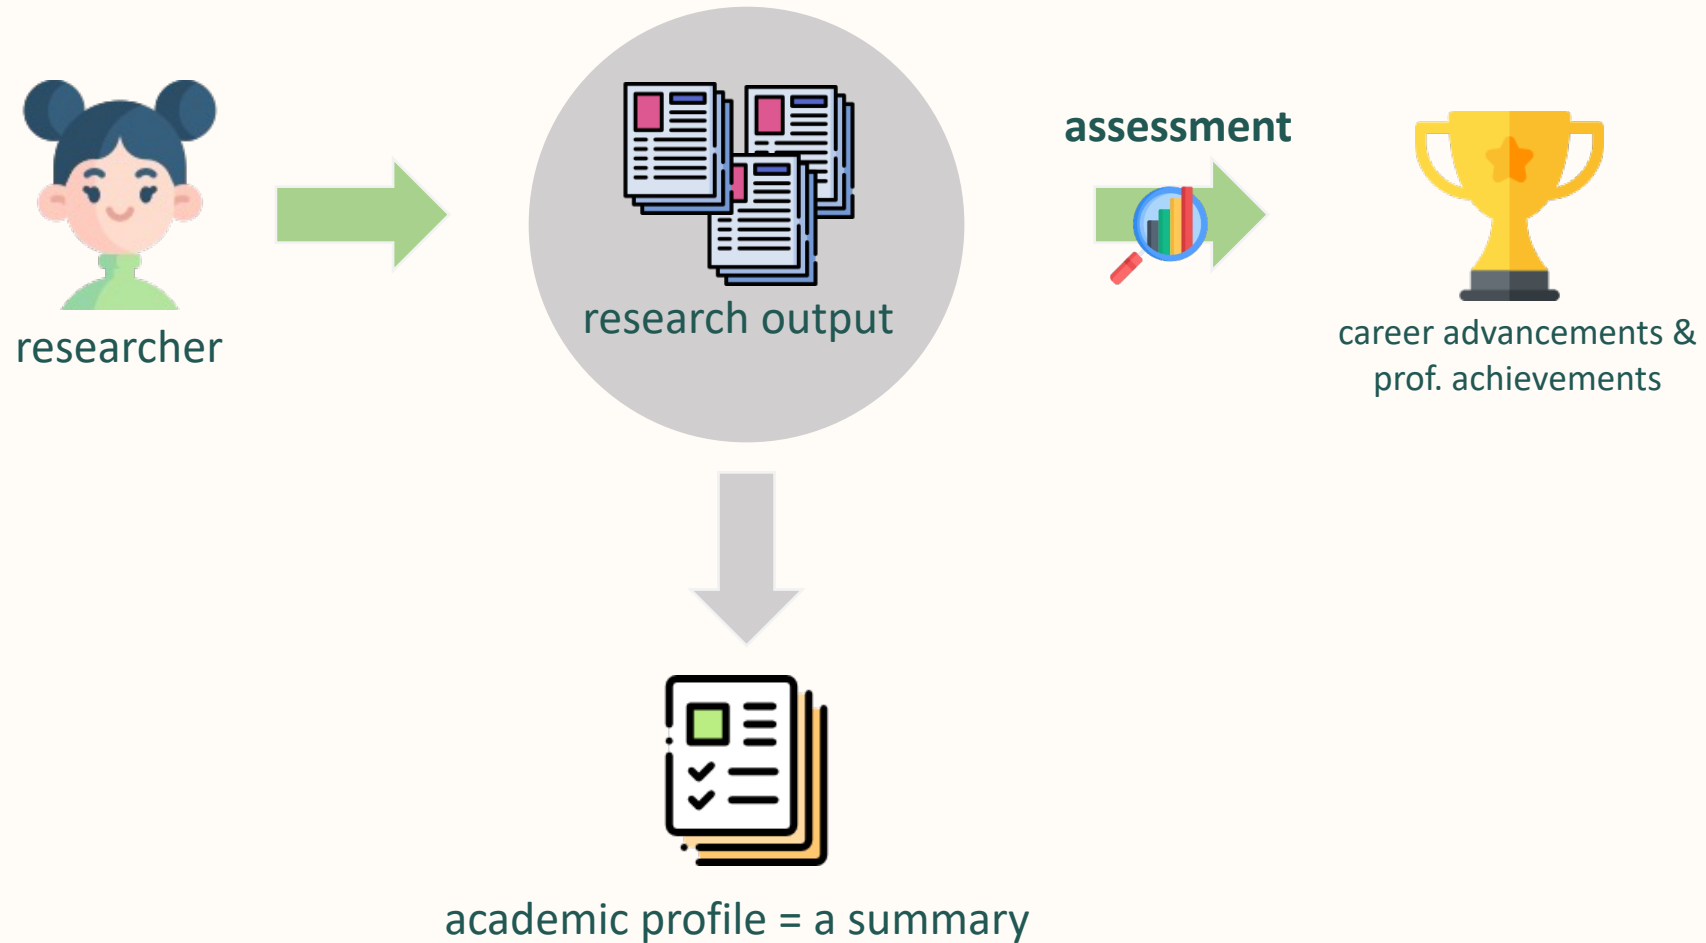 researcher
research output
assessment
career advancements &
prof. achievements
academic profile = a summary